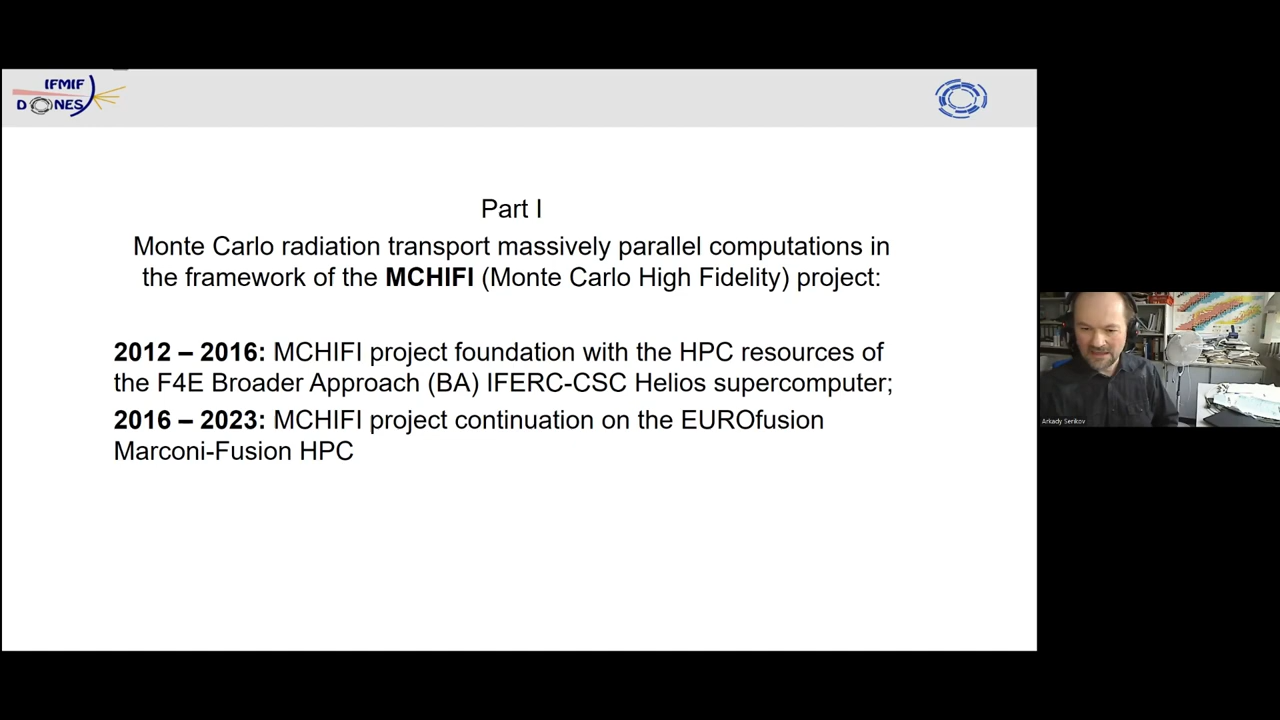 IFMIF
DONES
Part I
Monte Carlo radiation transport massively parallel computations in
the framework of the MCHIFI (Monte Carlo High Fidelity) project:
2012 – 2016: MCHIFI project foundation with the HPC resources of
the F4E Broader Approach (BA) IFERC-CSC Helios supercomputer;
2016 – 2023: MCHIFI project continuation on the EUROfusion
Marconi-Fusion HPC
Arkady Serikov